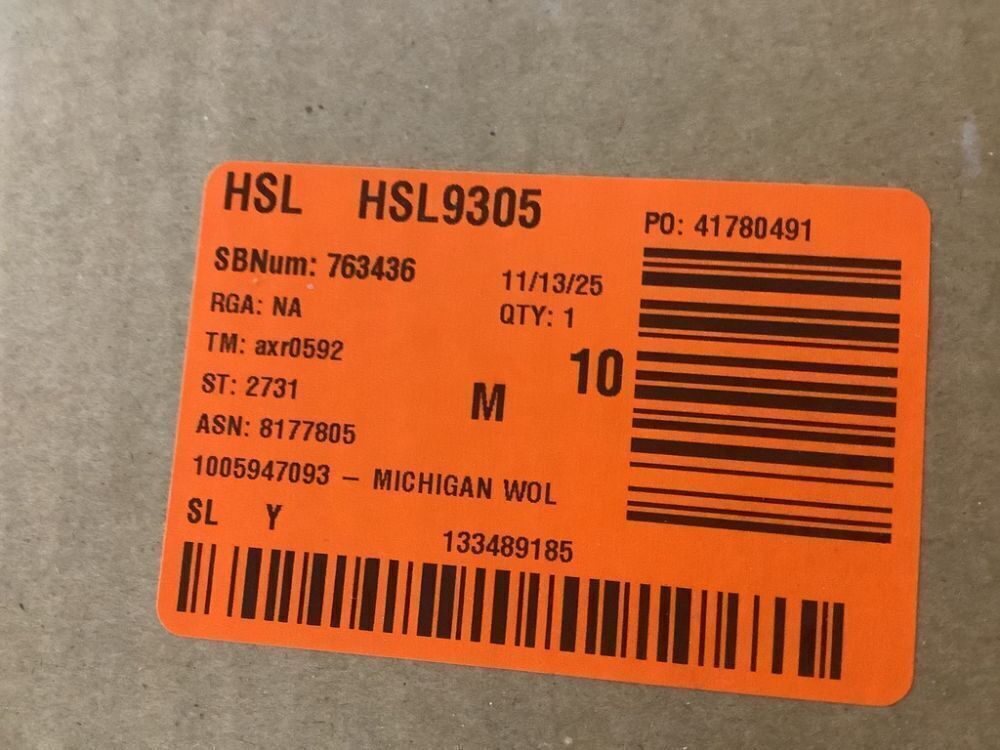 HSL HSL9305
PO: 41780491
SBNum: 763436
11/13/25
RGA: NA
QTY: 1
TM: axr0592
10
ST: 2731
M
ASN: 8177805
1005947093 – MICHIGAN WOL
SL Y
133489185